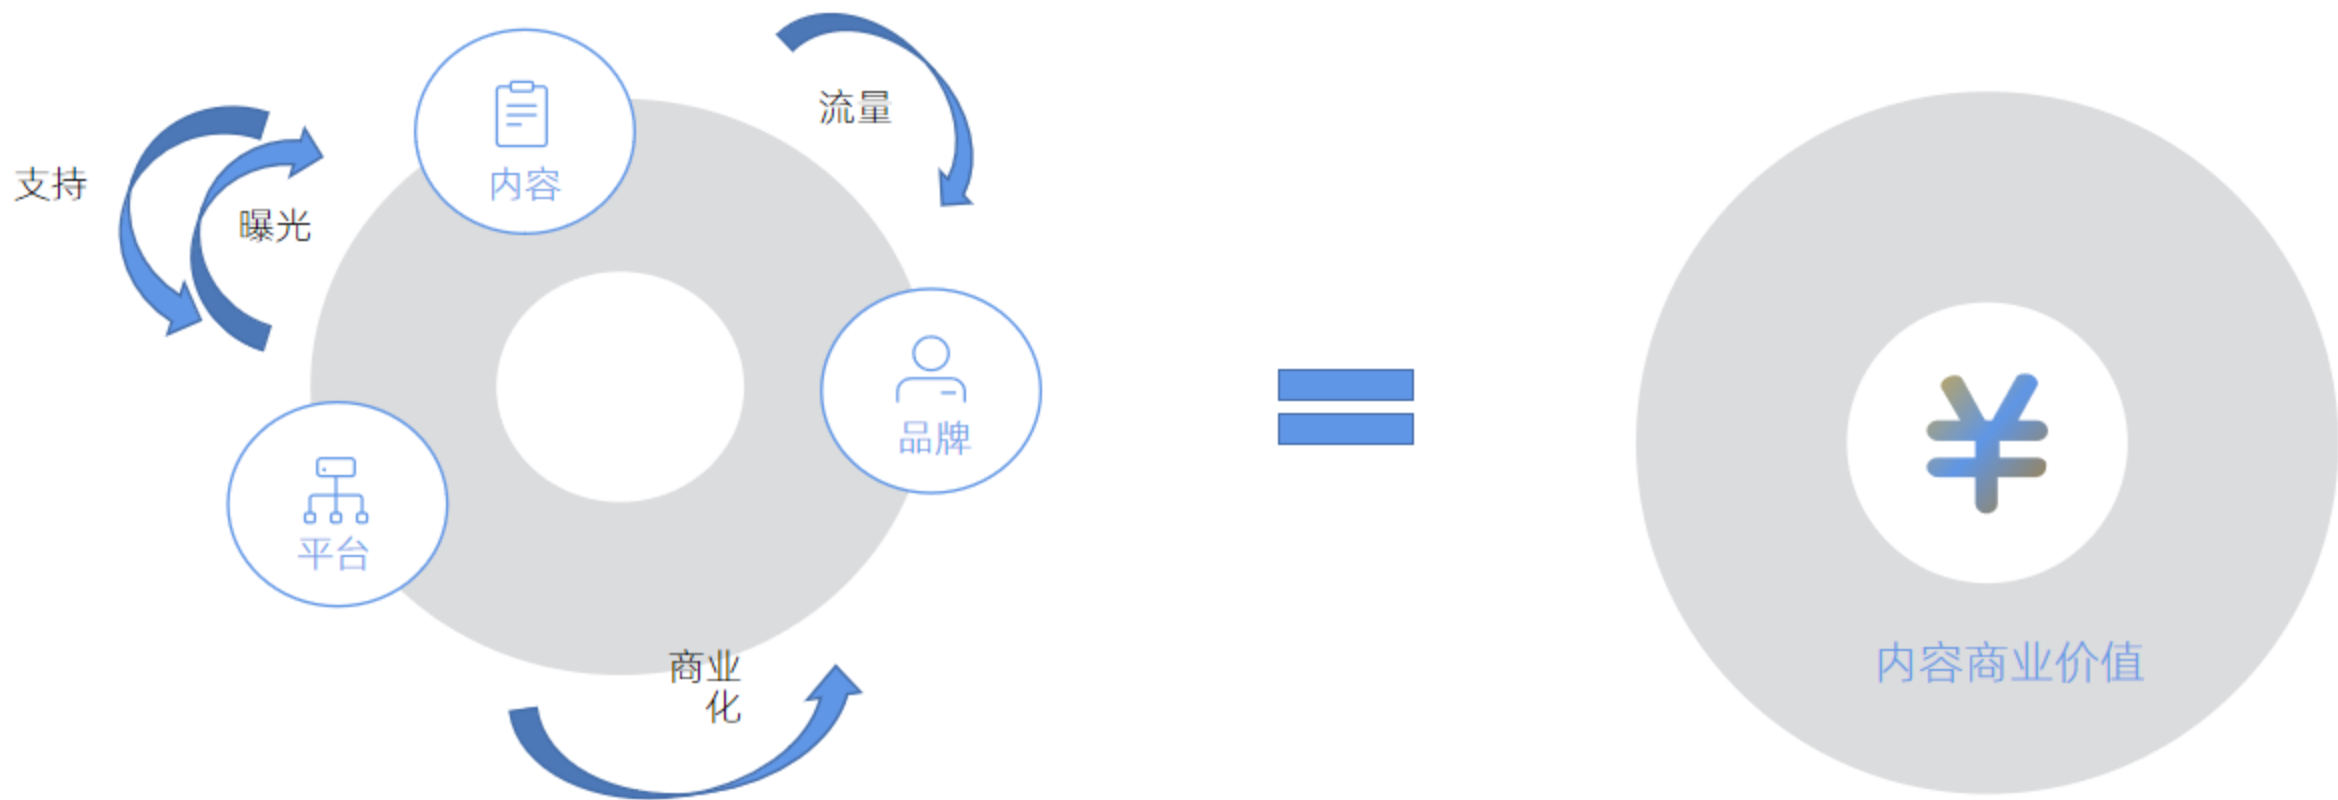 流量
内容
支持
曝光
品牌
平台
商业
化
内容商业价值